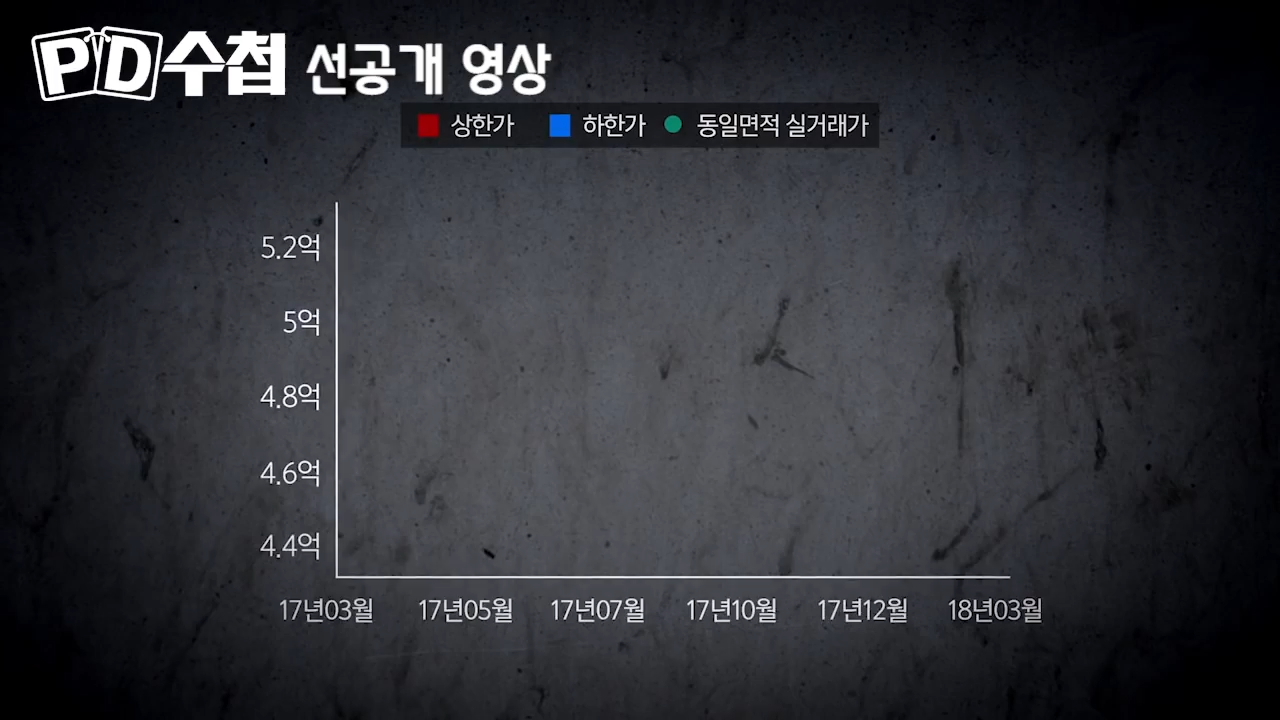 PD수첩 선공개 영상
상한가 하한가 동일면적 실거래가
5.2억
5억
4.8억
4.6억
4.4억
17년03월 17년05월 17년07월 17년10월 17년12월 18년03월